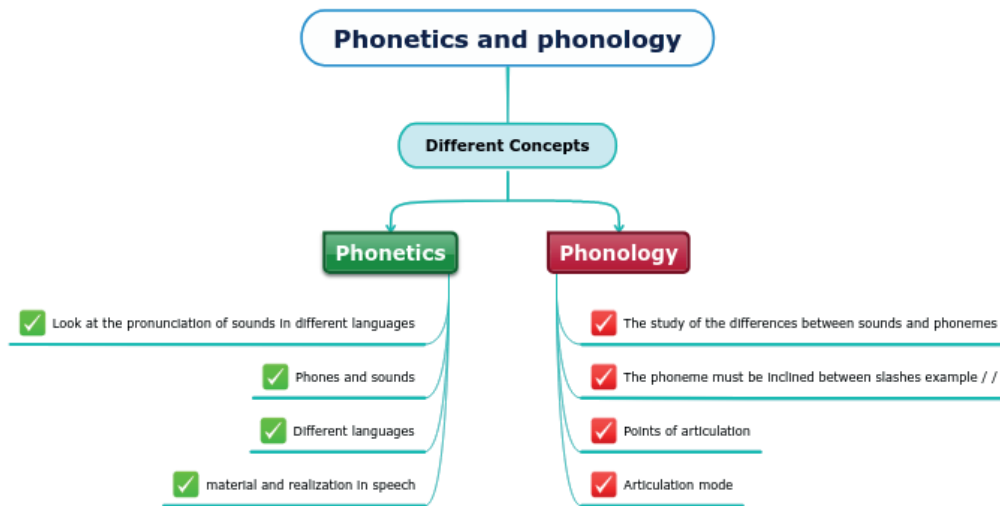 Phonetics and phonology
Different Concepts
Phonetics
Look at the pronunciation of sounds in different languages
Phones and sounds
Different languages
material and realization in speech
Phonology
The study of the differences between sounds and phonemes
The phoneme must be inclined between slashes example / /
Points of articulation
Articulation mode